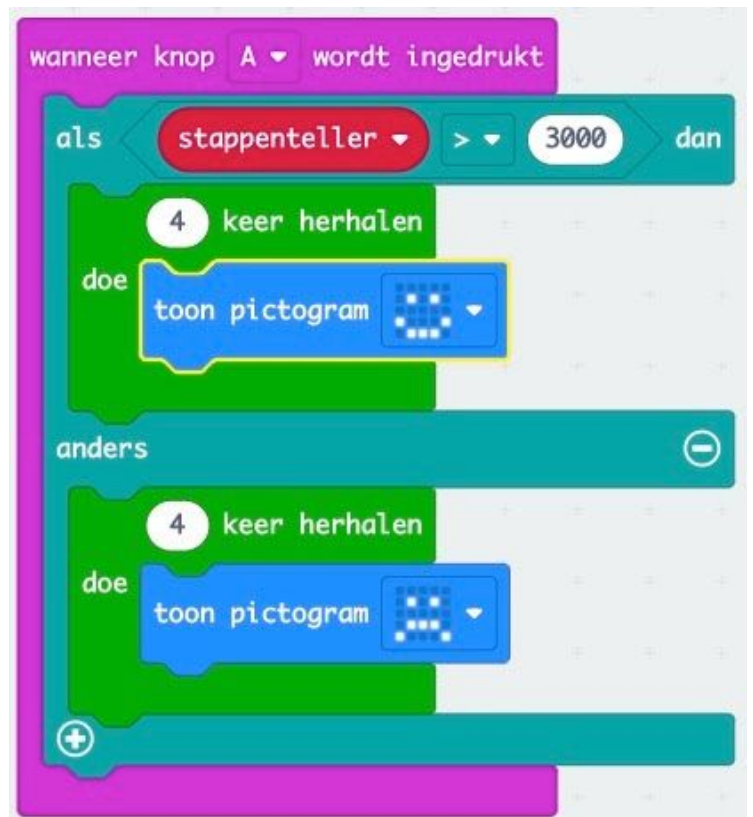 wanneer knop A wordt ingedrukt
als stappenteller > 3000 dan
4 keer herhalen
doe
toon pictogram
anders
4 keer herhalen
doe
toon pictogram